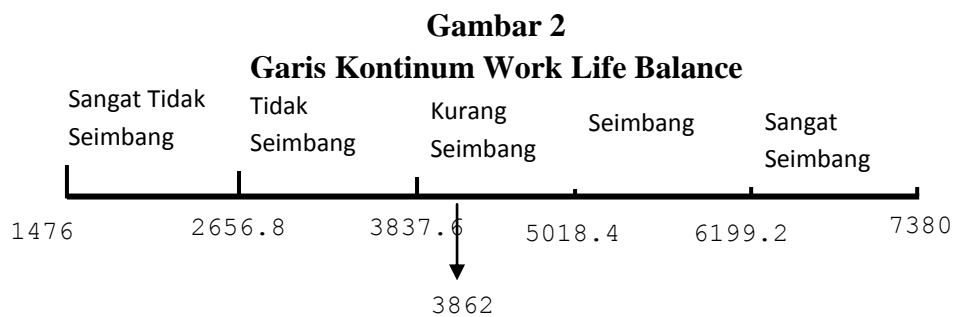 Gambar 2
Garis Kontinum Work Life Balance
Sangat Tidak
Seimbang
Tidak
Seimbang
Kurang
Seimbang
Seimbang
Sangat
Seimbang
1476
2656.8
3837.6
5018.4
6199.2
7380
3862